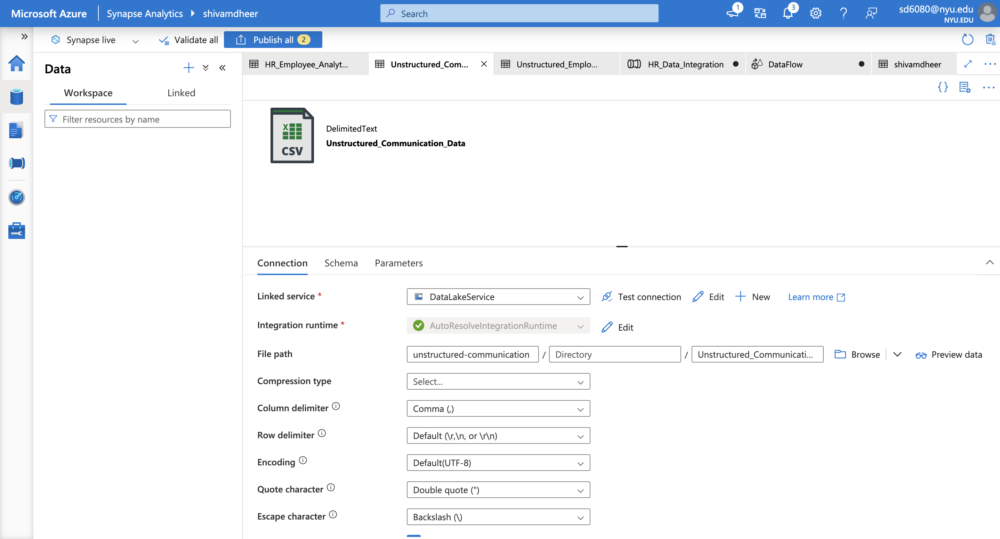 Microsoft Azure
Synapse Analytics
shivamdheer
Search
1
3
sd6080@nyu.edu
NYU.EDU
Synapse live
Validate all
Publish all
2
Data
Workspace
Linked
Filter resources by name
HR_Employee_Analyt...
Unstructured_Com...
Unstructured_Emplo...
HR_Data_Integration
DataFlow
shivamdheer
{}
X
CSV
DelimitedText
Unstructured_Communication_Data
Connection
Schema
Parameters
Linked service *
DataLakeService
Test connection
Edit
New
Learn more
Integration runtime *
AutoResolveIntegrationRuntime
Edit
File path
unstructured-communication
/
Directory
/
Unstructured_Communicati...
Browse
Preview data
Compression type
Select...
Column delimiter
Comma (,)
Row delimiter
Default (\r,\n, or \r\n)
Encoding
Default(UTF-8)
Quote character
Double quote (")
Escape character
Backslash (\)